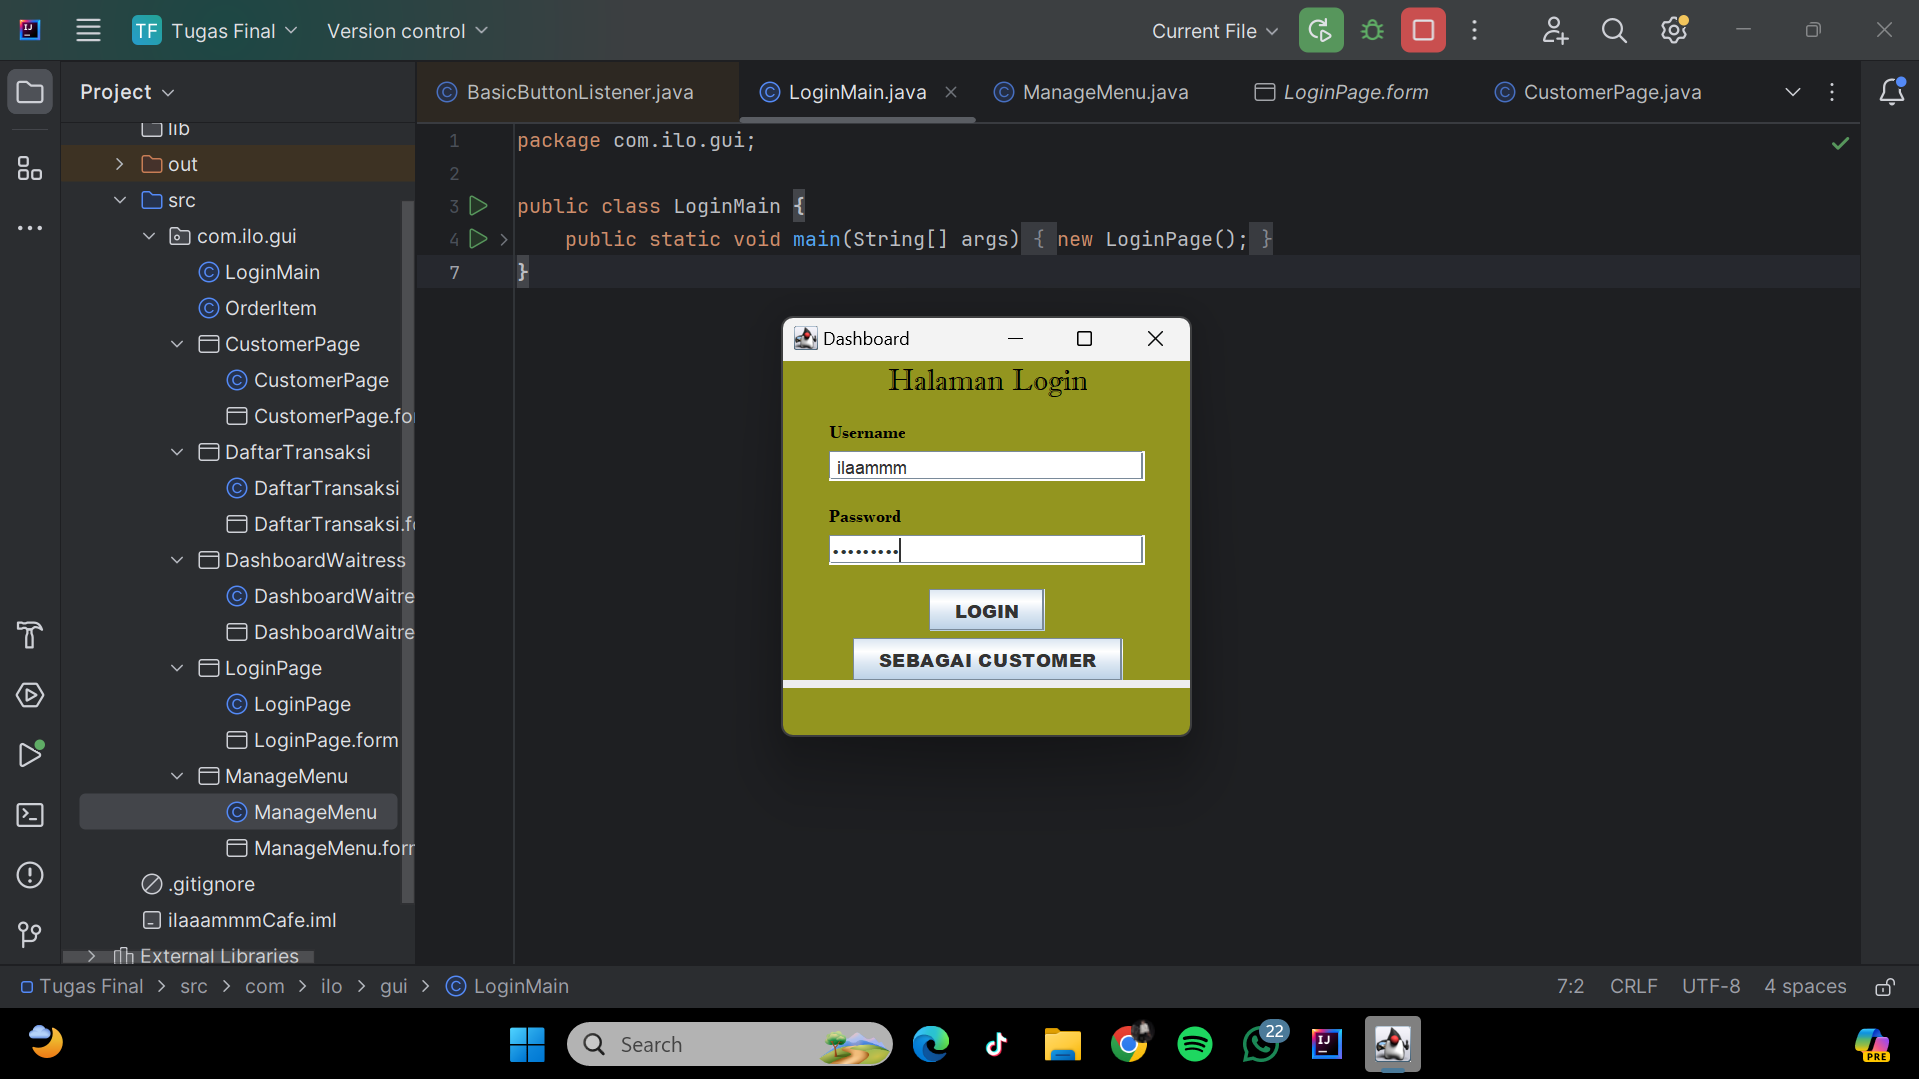 TF Tugas Final
Version control
Current File
Project
BasicButtonListener.java
LoginMain.java
ManageMenu.java
LoginPage.form
CustomerPage.java
lib
out
src
com.ilo.gui
LoginMain
OrderItem
CustomerPage
CustomerPage
CustomerPage.for
DaftarTransaksi
DaftarTransaksi
DaftarTransaksi.f
DashboardWaitress
DashboardWaitre
DashboardWaitre
LoginPage
LoginPage
LoginPage.form
ManageMenu
ManageMenu
ManageMenu.forr
.gitignore
ilaaammmCafe.iml
External Libraries
1 package com.ilo.gui;
2
3 public class LoginMain {
4 public static void main(String[] args) { new LoginPage(); }
7 }
Dashboard
Halaman Login
Username
ilaammm
Password
LOGIN
SEBAGAI CUSTOMER
Tugas Final > src > com > ilo > gui > LoginMain
7:2 CRLF UTF-8 4 spaces
Search
22
IJ
PRE